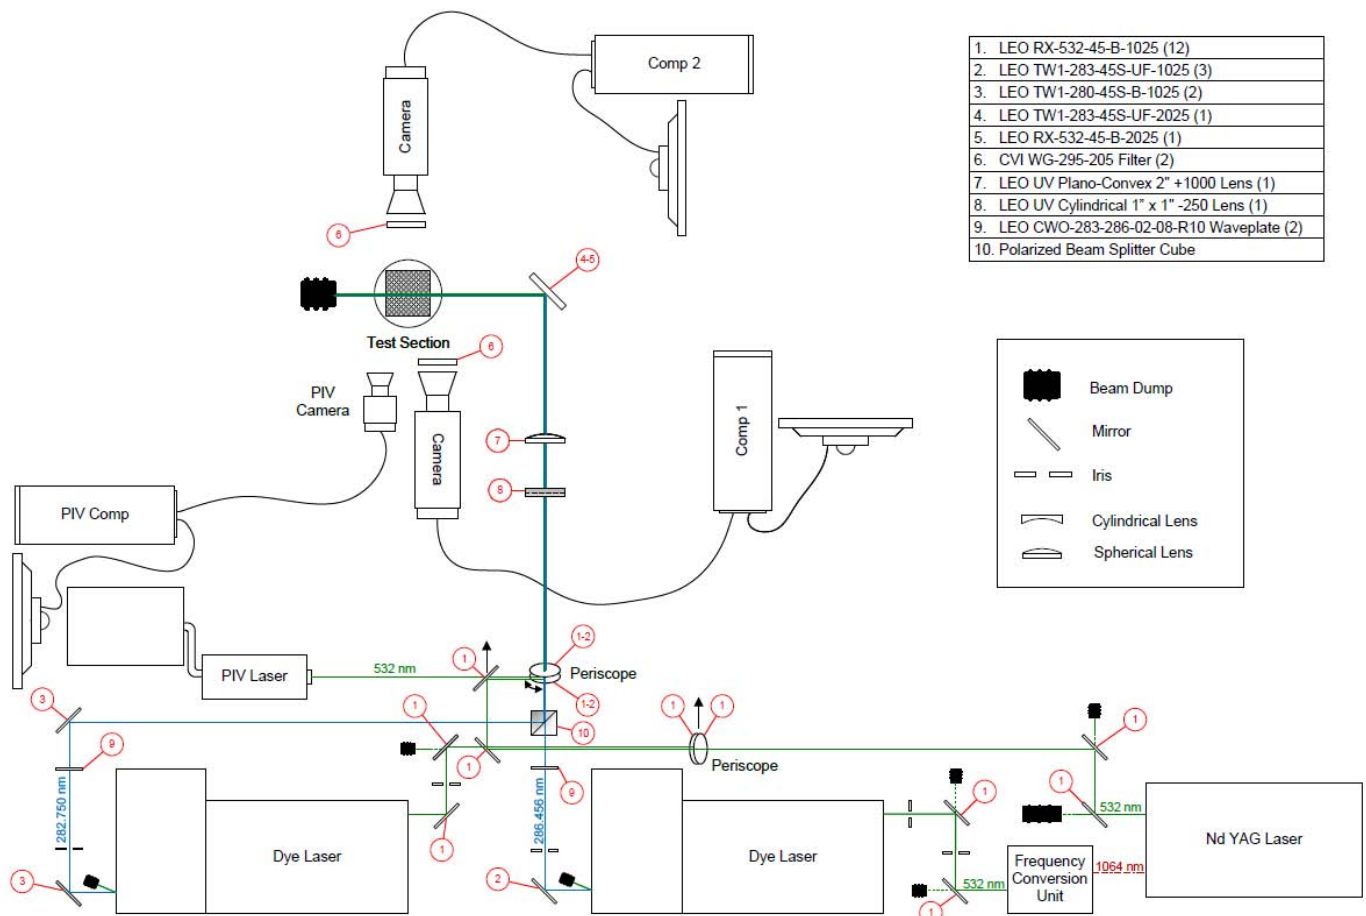 Comp 2
Camera
6
1. LEO RX-532-45-B-1025 (12)
2. LEO TW1-283-45S-UF-1025 (3)
3. LEO TW1-280-45S-B-1025 (2)
4. LEO TW1-283-45S-UF-2025 (1)
5. LEO RX-532-45-B-2025 (1)
6. CVI WG-295-205 Filter (2)
7. LEO UV Plano-Convex 2" +1000 Lens (1)
8. LEO UV Cylindrical 1" x 1" -250 Lens (1)
9. LEO CWO-283-286-02-08-R10 Waveplate (2)
10. Polarized Beam Splitter Cube
4-5
Test Section
6
PIV
Camera
Camera
7
8
Comp 1
Beam Dump
Mirror
Iris
Cylindrical Lens
Spherical Lens
PIV Comp
PIV Laser
532 nm
1
1-2
Periscope
1-2
3
1
10
1
1
1
Periscope
1
9
282.750 nm
1
286.456 nm
9
1
1
532 nm
3
Dye Laser
2
Dye Laser
532 nm
1
Frequency
Conversion
Unit
1064 nm
Nd YAG Laser